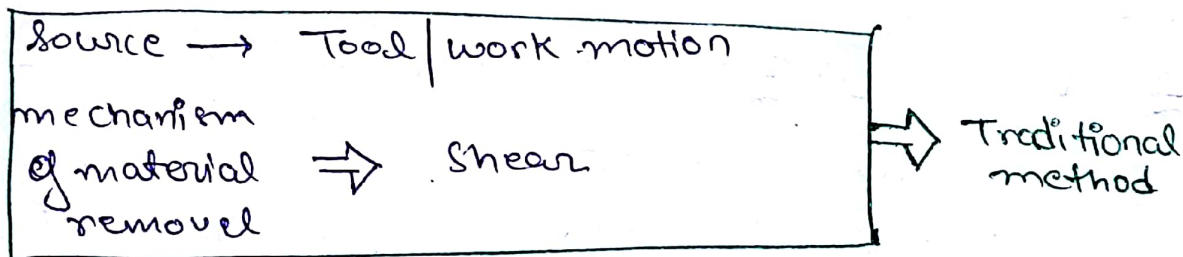 Source → Tool | work motion
mechanism
of material ⇒ Shear
removel
⇒ Traditional
method